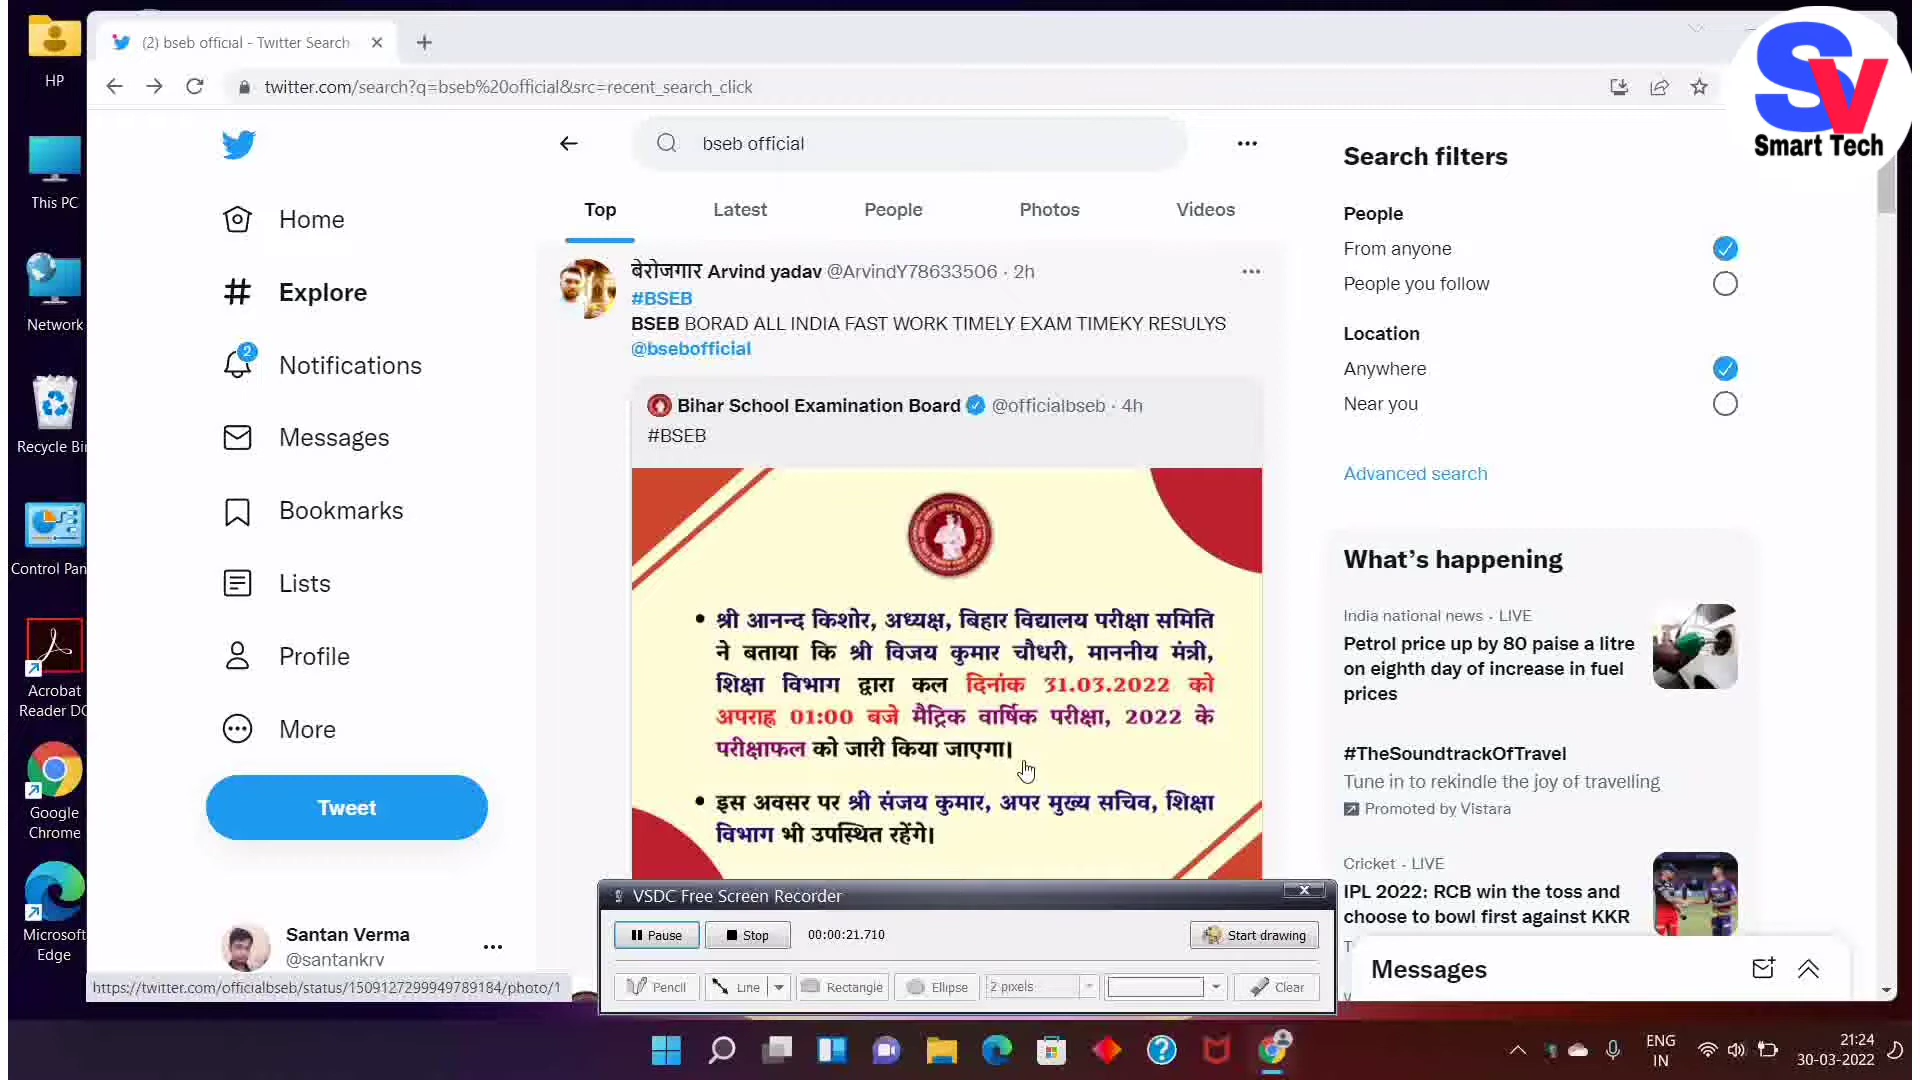 HP
This PC
Network
Recycle Bi
Control Pan
Acrobat
Reader DC
Google
Chrome
Microsoft
Edge
(2) bseb official - Twitter Search
twitter.com/search?q=bseb%20official&src=recent_search_click
SV
Smart Tech
Home
Explore
2
Notifications
Messages
Bookmarks
Lists
Profile
More
Tweet
Santan Verma
@santankrv
https://twitter.com/officialbseb/status/1509127299949789184/photo/1
bseb official
Top Latest People Photos Videos
बेरोजगार Arvind yadav @ArvindY78633506 · 2h
#BSEB
BSEB BORAD ALL INDIA FAST WORK TIMELY EXAM TIMEKY RESULYS
@bsebofficial
Bihar School Examination Board @officialbseb · 4h
#BSEB
• श्री आनन्द किशोर, अध्यक्ष, बिहार विद्यालय परीक्षा समिति
ने बताया कि श्री विजय कुमार चौधरी, माननीय मंत्री,
शिक्षा विभाग द्वारा कल दिनांक 31.03.2022 को
अपराह्न 01:00 बजे मैट्रिक वार्षिक परीक्षा, 2022 के
परीक्षाफल को जारी किया जाएगा।
• इस अवसर पर श्री संजय कुमार, अपर मुख्य सचिव, शिक्षा
विभाग भी उपस्थित रहेंगे।
Search filters
People
From anyone
People you follow
Location
Anywhere
Near you
Advanced search
What's happening
India national news · LIVE
Petrol price up by 80 paise a litre
on eighth day of increase in fuel
prices
#TheSoundtrackOfTravel
Tune in to rekindle the joy of travelling
Promoted by Vistara
Cricket · LIVE
IPL 2022: RCB win the toss and
choose to bowl first against KKR
Messages
VSDC Free Screen Recorder
Pause Stop 00:00:21.710 Start drawing
Pencil Line Rectangle Ellipse 2 pixels Clear
ENG
IN
21:24
30-03-2022